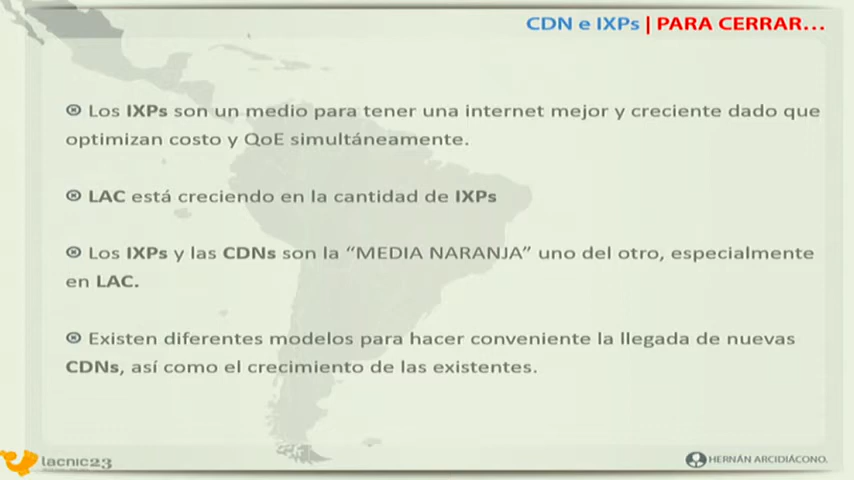 CDN e IXPs | PARA CERRAR...
Los IXPs son un medio para tener una internet mejor y creciente dado que
optimizan costo y QoE simultáneamente.
LAC está creciendo en la cantidad de IXPs
Los IXPs y las CDNs son la “MEDIA NARANJA” uno del otro, especialmente
en LAC.
Existen diferentes modelos para hacer conveniente la llegada de nuevas
CDNs, así como el crecimiento de las existentes.
lacnic23
HERNÁN ARCIDIÁCONO.